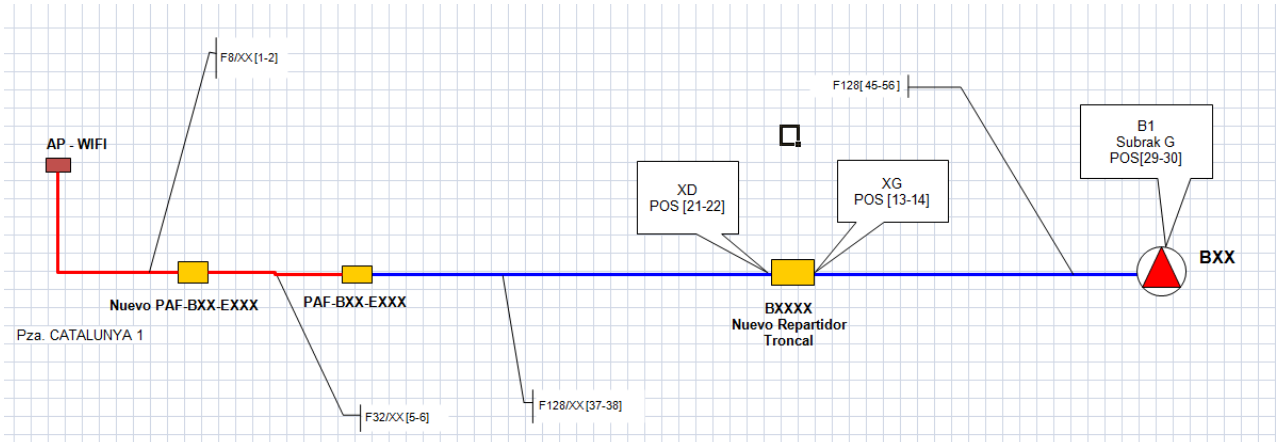 F8/XX [1-2]
F128[ 45-56]
B1
Subrak G
POS[29-30]
AP - WIFI
XD
POS [21-22]
XG
POS [13-14]
BXX
Nuevo PAF-BXX-EXXX
PAF-BXX-EXXX
BXXXX
Nuevo Repartidor
Troncal
Pza. CATALUNYA 1
F32/XX [5-6]
F128/XX [37-38]